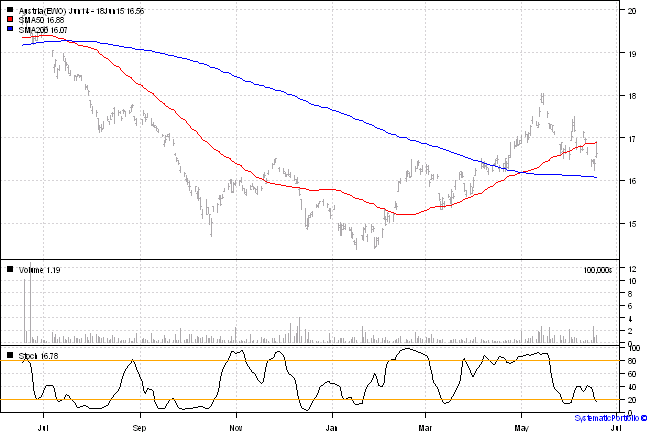 Austria(EWO) Jun14 - 18Jun15 16.56
SMA50 16.88
SMA200 16.07
20
19
18
17
16
15
Volume 1.19
100,000s
12
10
8
6
4
2
0
Stoch 16.78
100
80
60
40
20
0
Jul Sep Nov Jan Mar May Jul
SystematicPortfolio ©